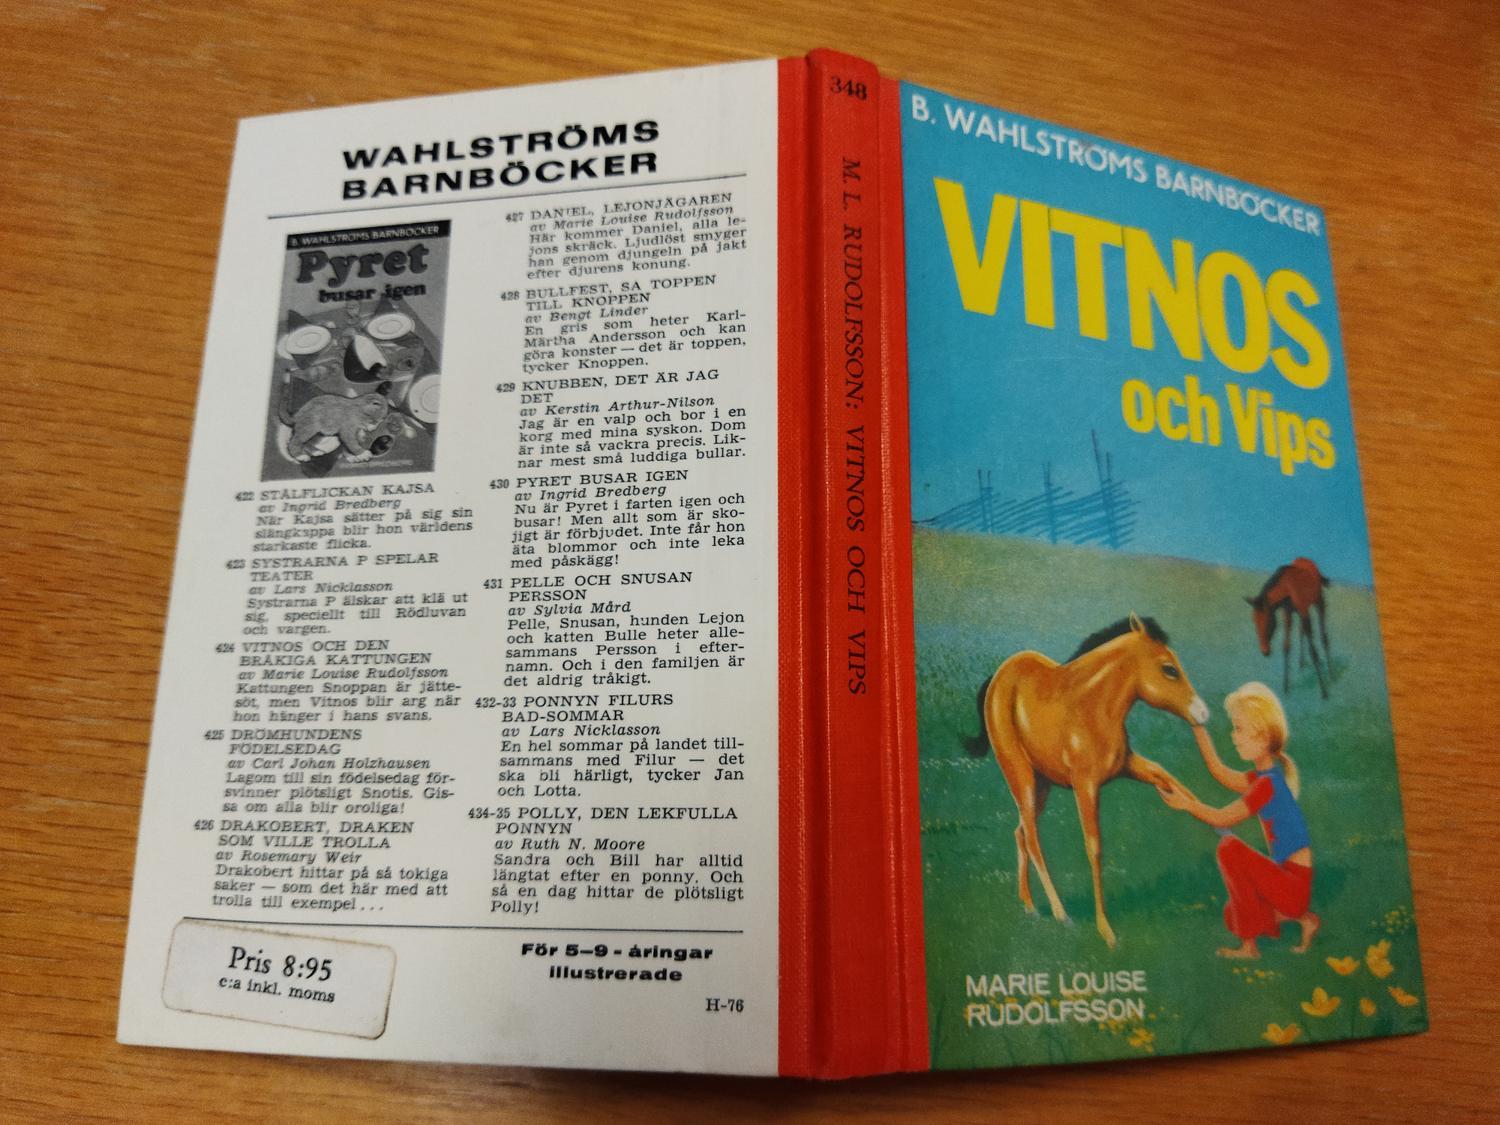 WAHLSTRÖMS
BARNBÖCKER
B. WAHLSTRÖMS BARNBÖCKER
Pyret
busar igen
422 STÅLFLICKAN KAJSA
av Ingrid Bredberg
När Kajsa sätter på sig sin
slängkappa blir hon världens
starkaste flicka.
423 SYSTRARNA P SPELAR
TEATER
av Lars Nicklasson
Systrarna P älskar att klä ut
sig, speciellt till Rödluvan
och vargen.
424 VITNOS OCH DEN
BRÅKIGA KATTUNGEN
av Marie Louise Rudolfsson
Kattungen Snoppan är jätte-
söt, men Vitnos blir arg när
hon hänger i hans svans.
425 DRÖMHUNDENS
FÖDELSEDAG
av Carl Johan Holzhausen
Lagom till sin födelsedag för-
svinner plötsligt Snotis. Gis-
sa om alla blir oroliga!
426 DRAKOBERT, DRAKEN
SOM VILLE TROLLA
av Rosemary Weir
Drakobert hittar på så tokiga
saker — som det här med att
trolla till exempel...
427 DANIEL, LEJONJÄGAREN
av Marie Louise Rudolfsson
Här kommer Daniel, alla le-
jons skräck. Ljudlöst smyger
han genom djungeln på jakt
efter djurens konung.
428 BULLFEST, SA TOPPEN
TILL KNOPPEN
av Bengt Linder
En gris som heter Karl-
Märtha Andersson och kan
göra konster — det är toppen,
tycker Knoppen.
429 KNUBBEN, DET ÄR JAG
DET
av Kerstin Arthur-Nilson
Jag är en valp och bor i en
korg med mina syskon. Dom
är inte så vackra precis. Lik-
nar mest små luddiga bullar.
430 PYRET BUSAR IGEN
av Ingrid Bredberg
Nu är Pyret i farten igen och
busar! Men allt som är sko-
jigt är förbjudet. Inte får hon
äta blommor och inte leka
med påskägg!
431 PELLE OCH SNUSAN
PERSSON
av Sylvia Mård
Pelle, Snusan, hunden Lejon
och katten Bulle heter alle-
sammans Persson i efter-
namn. Och i den familjen är
det aldrig tråkigt.
432-33 PONNYN FILURS
BAD-SOMMAR
av Lars Nicklasson
En hel sommar på landet till-
sammans med Filur — det
ska bli härligt, tycker Jan
och Lotta.
434-35 POLLY, DEN LEKFULLA
PONNYN
av Ruth N. Moore
Sandra och Bill har alltid
längtat efter en ponny. Och
så en dag hittar de plötsligt
Polly!
Pris 8:95
c:a inkl. moms
För 5–9 - åringar
illustrerade
H-76
348
M. L. RUDOLFSSON: VITNOS OCH VIPS
B. WAHLSTRÖMS BARNBÖCKER
VITNOS
och Vips
MARIE LOUISE
RUDOLFSSON